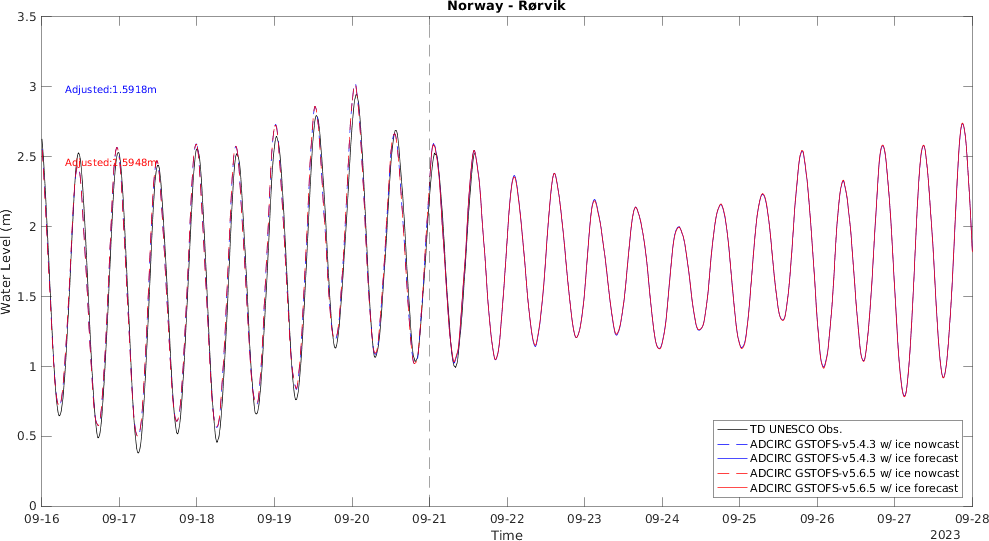 Norway - Rørvik
3.5
3
2.5
2
1.5
1
0.5
0
Water Level (m)
Adjusted:1.5918m
Adjusted:1.5948m
TD UNESCO Obs.
ADCIRC GSTOFS-v5.4.3 w/ ice nowcast
ADCIRC GSTOFS-v5.4.3 w/ ice forecast
ADCIRC GSTOFS-v5.6.5 w/ ice nowcast
ADCIRC GSTOFS-v5.6.5 w/ ice forecast
09-16 09-17 09-18 09-19 09-20 09-21 09-22 09-23 09-24 09-25 09-26 09-27 09-28
Time
2023